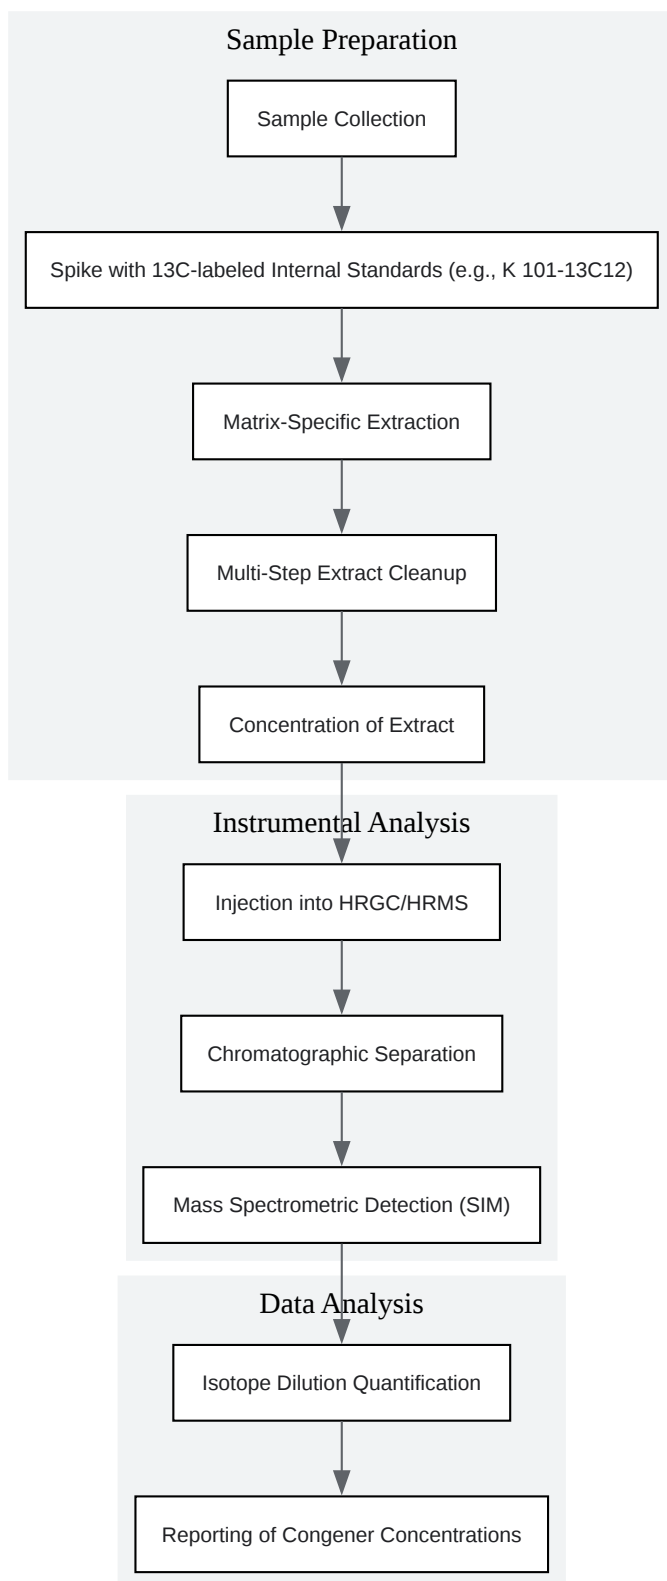 Sample Preparation
Sample Collection
Spike with 13C-labeled Internal Standards (e.g., K 101-13C12)
Matrix-Specific Extraction
Multi-Step Extract Cleanup
Concentration of Extract
Instrumental Analysis
Injection into HRGC/HRMS
Chromatographic Separation
Mass Spectrometric Detection (SIM)
Data Analysis
Isotope Dilution Quantification
Reporting of Congener Concentrations